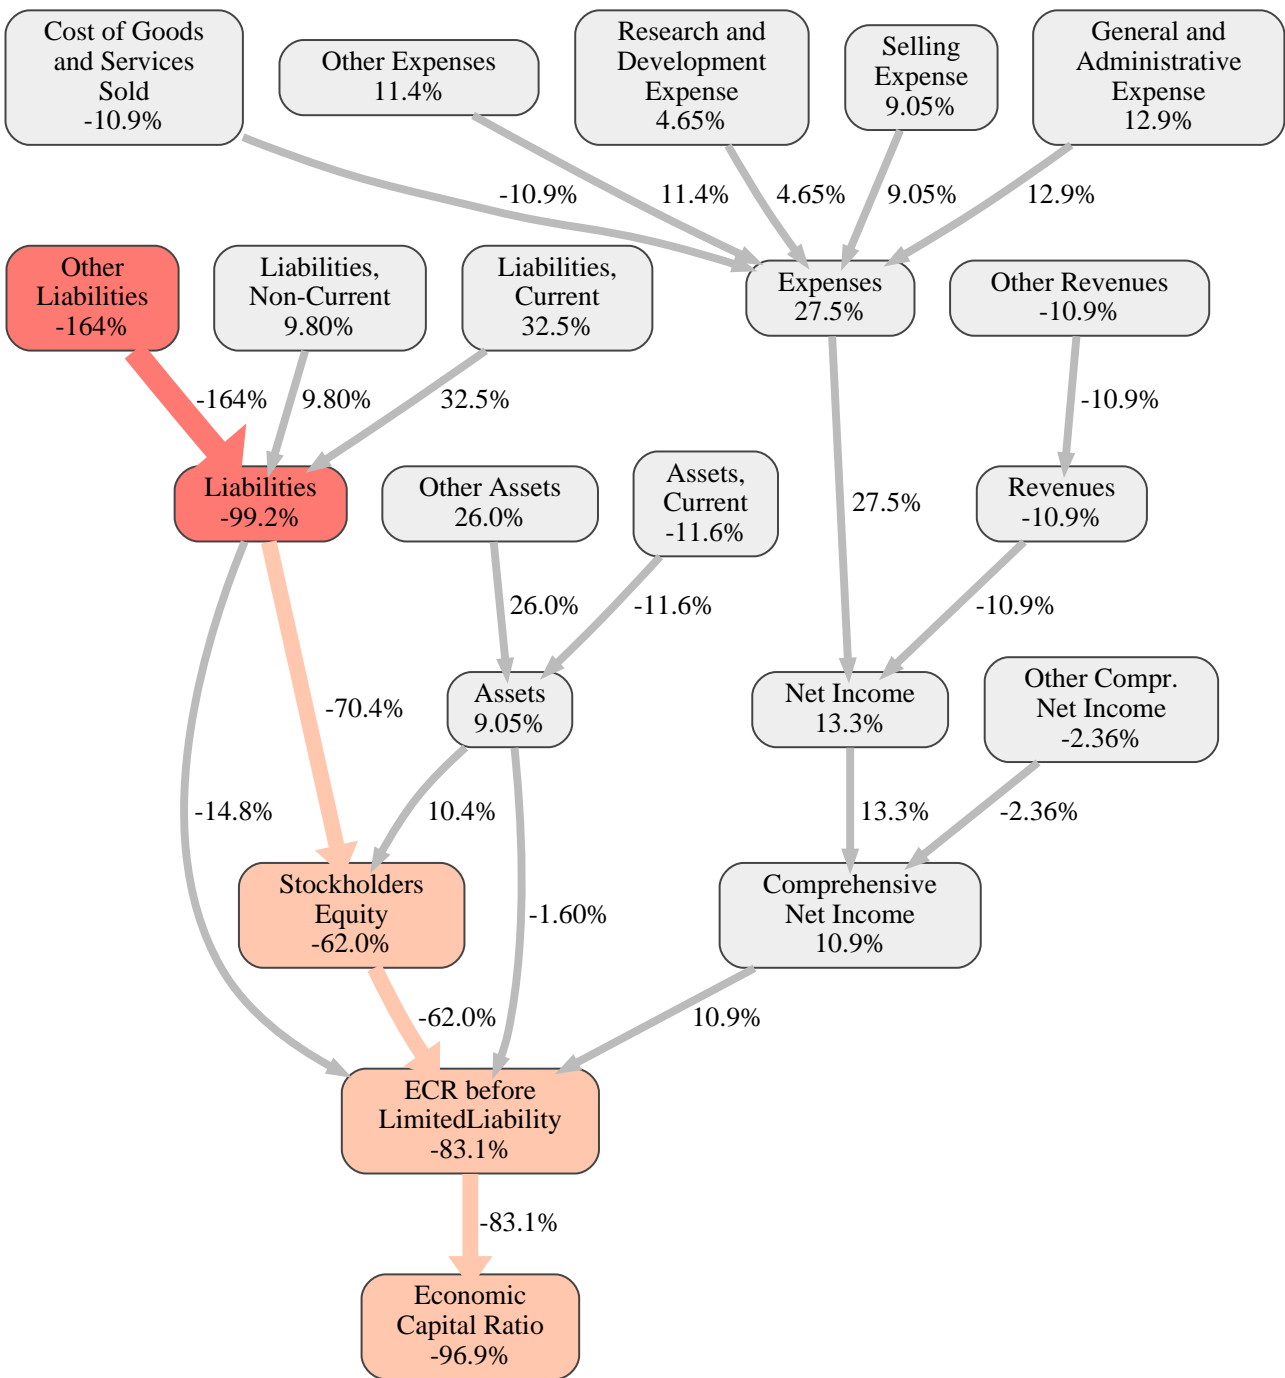 Cost of Goods
and Services
Sold
-10.9%
Other Expenses
11.4%
Research and
Development
Expense
4.65%
Selling
Expense
9.05%
General and
Administrative
Expense
12.9%
-10.9%
11.4%
4.65%
9.05%
12.9%
Other
Liabilities
-164%
Liabilities,
Non-Current
9.80%
Liabilities,
Current
32.5%
Expenses
27.5%
Other Revenues
-10.9%
-164%
9.80%
32.5%
-10.9%
Liabilities
-99.2%
Other Assets
26.0%
Assets,
Current
-11.6%
27.5%
Revenues
-10.9%
26.0%
-11.6%
-10.9%
-70.4%
Assets
9.05%
Net Income
13.3%
Other Compr.
Net Income
-2.36%
-14.8%
10.4%
13.3%
-2.36%
Stockholders
Equity
-62.0%
-1.60%
Comprehensive
Net Income
10.9%
-62.0%
10.9%
ECR before
LimitedLiability
-83.1%
-83.1%
Economic
Capital Ratio
-96.9%